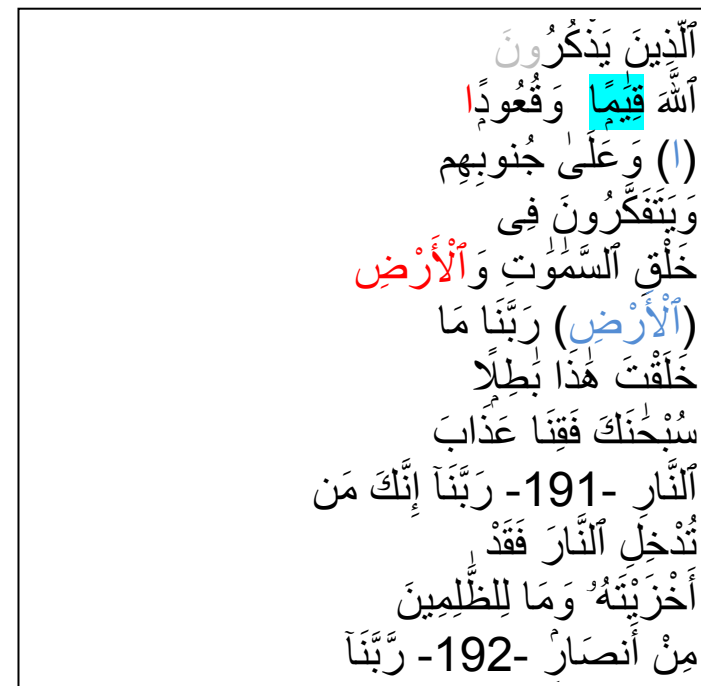 ٱلَّذِينَ يَذْكُرُونَ
ٱللَّهَ قِيَٰمًۭا وَقُعُودًۭا
(ا) وَعَلَىٰ جُنوبِهِم
وَيَتَفَكَّرُونَ فِى
خَلْقِ ٱلسَّمَٰوَٰتِ وَٱلْأَرْضِ
(ٱلْأَرْضِ) رَبَّنَا مَا
خَلَقْتَ هَٰذَا بَٰطِلًۭا
سُبْحَٰنَكَ فَقِنَا عَذَابَ
ٱلنَّارِ -191- رَبَّنَآ إِنَّكَ مَن
تُدْخِلِ ٱلنَّارَ فَقَدْ
أَخْزَيْتَهُۥ وَمَا لِلظَّٰلِمِينَ
مِنْ أَنصَارٍۢ -192- رَّبَّنَآ